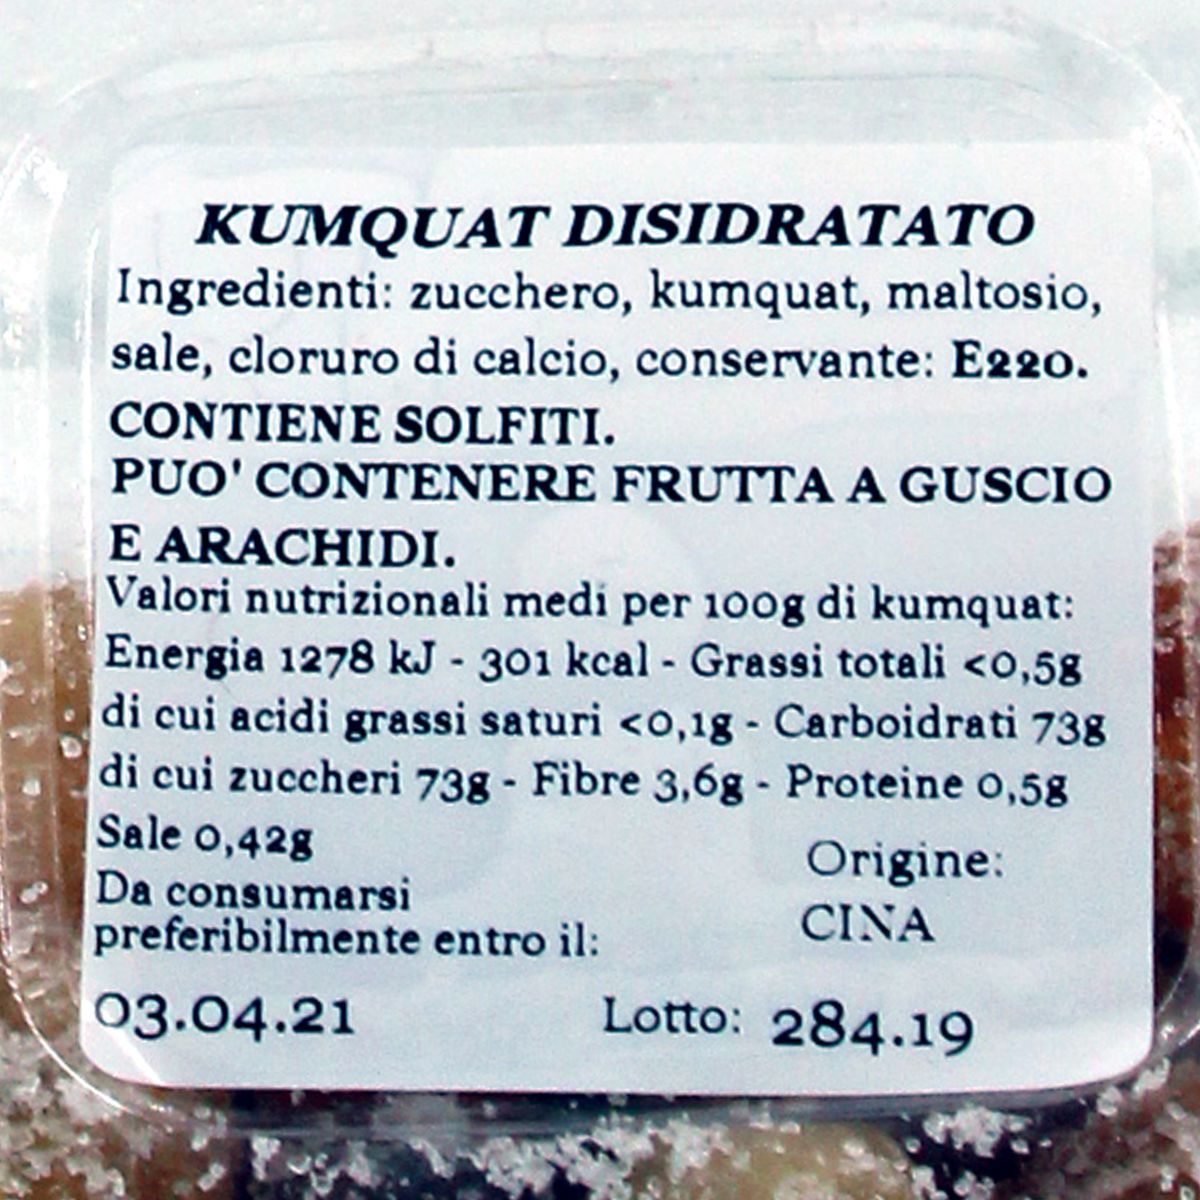 KUMQUAT DISIDRATATO
Ingredienti: zucchero, kumquat, maltosio,
sale, cloruro di calcio, conservante: E220.
CONTIENE SOLFITI.
PUO' CONTENERE FRUTTA A GUSCIO
E ARACHIDI.
Valori nutrizionali medi per 100g di kumquat:
Energia 1278 kJ - 301 kcal - Grassi totali <0,5g
di cui acidi grassi saturi <0,1g - Carboidrati 73g
di cui zuccheri 73g - Fibre 3,6g - Proteine 0,5g
Sale 0,42g
Da consumarsi
preferibilmente entro il:
03.04.21
Origine:
CINA
Lotto: 284.19